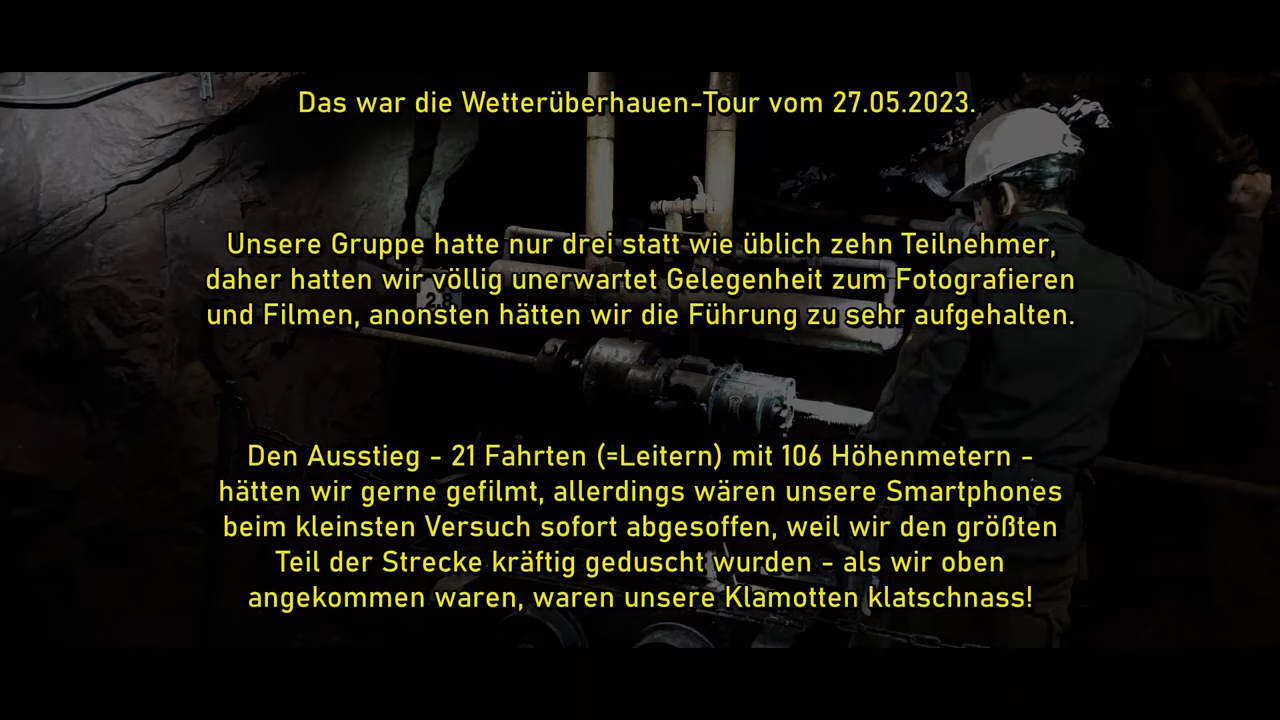 Das war die Wetterüberhauen-Tour vom 27.05.2023.
Unsere Gruppe hatte nur drei statt wie üblich zehn Teilnehmer,
daher hatten wir völlig unerwartet Gelegenheit zum Fotografieren
2.8
und Filmen, anonsten hätten wir die Führung zu sehr aufgehalten.
Den Ausstieg - 21 Fahrten (=Leitern) mit 106 Höhenmetern -
hätten wir gerne gefilmt, allerdings wären unsere Smartphones
beim kleinsten Versuch sofort abgesoffen, weil wir den größten
Teil der Strecke kräftig geduscht wurden - als wir oben
angekommen waren, waren unsere Klamotten klatschnass!